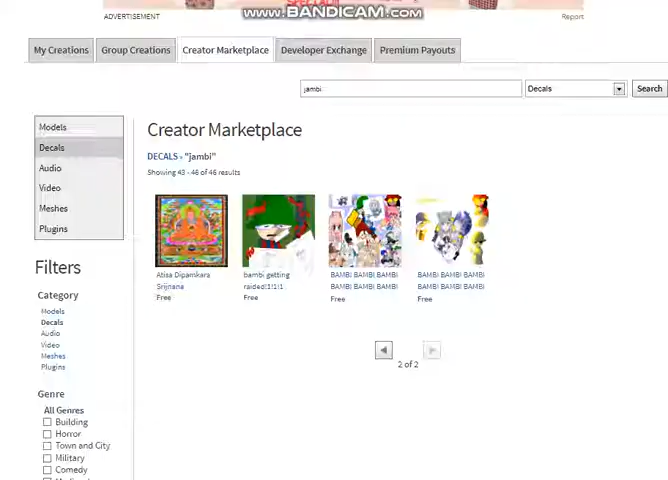 www.BANDICAM.com
SPECIAL!!
ADVERTISEMENT
Report
My Creations
Group Creations
Creator Marketplace
Developer Exchange
Premium Payouts
jambi
Decals
Search
Models
Decals
Audio
Video
Meshes
Plugins
Creator Marketplace
DECALS › "jambi"
Showing 43 - 46 of 46 results
Atisa Dipamkara
Srijnana
Free
bambi getting
raided!1!1!1
Free
BAMBI BAMBI BAMBI
BAMBI BAMBI BAMBI
Free
BAMBI BAMBI BAMBI
BAMBI BAMBI BAMBI
Free
2 of 2
Filters
Category
Models
Decals
Audio
Video
Meshes
Plugins
Genre
All Genres
Building
Horror
Town and City
Military
Comedy